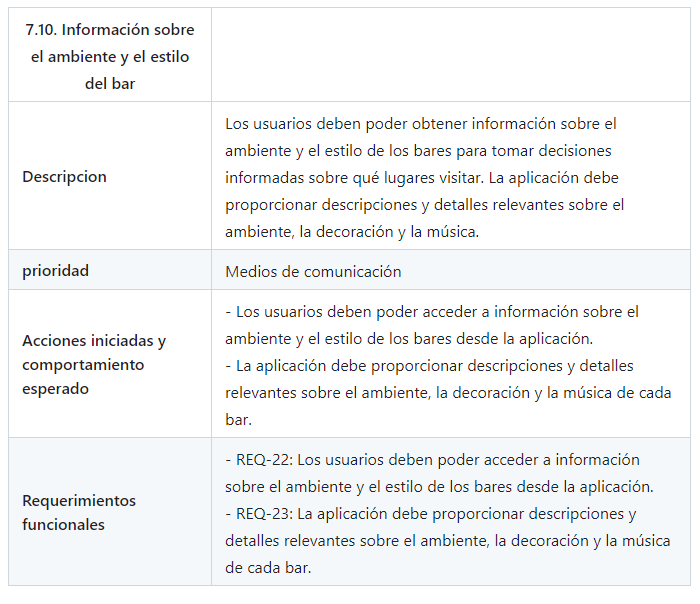 7.10. Información sobre
el ambiente y el estilo
del bar
Descripcion
Los usuarios deben poder obtener información sobre el
ambiente y el estilo de los bares para tomar decisiones
informadas sobre qué lugares visitar. La aplicación debe
proporcionar descripciones y detalles relevantes sobre el
ambiente, la decoración y la música.
prioridad
Medios de comunicación
Acciones iniciadas y
comportamiento
esperado
- Los usuarios deben poder acceder a información sobre el
ambiente y el estilo de los bares desde la aplicación.
- La aplicación debe proporcionar descripciones y detalles
relevantes sobre el ambiente, la decoración y la música de cada
bar.
Requerimientos
funcionales
- REQ-22: Los usuarios deben poder acceder a información
sobre el ambiente y el estilo de los bares desde la aplicación.
- REQ-23: La aplicación debe proporcionar descripciones y
detalles relevantes sobre el ambiente, la decoración y la música
de cada bar.